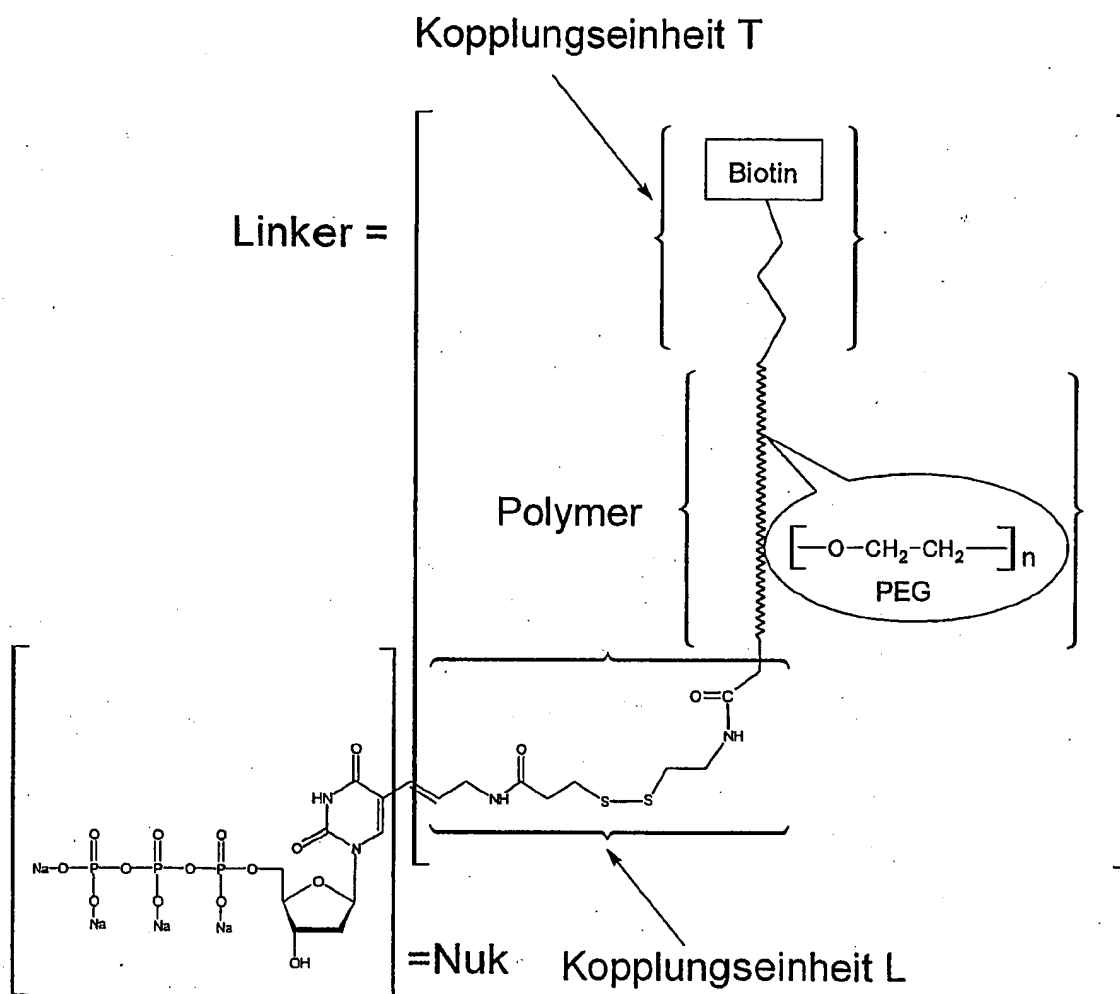 Kopplungseinheit T
Biotin
Linker =
Polymer
[—O—CH₂-CH₂—]n
PEG
O=C
NH
O O
HN NH S—S
O N
O O O
Na—O—P—O—P—O—P—O O
O O O
Na Na Na
OH
=Nuk
Kopplungseinheit L